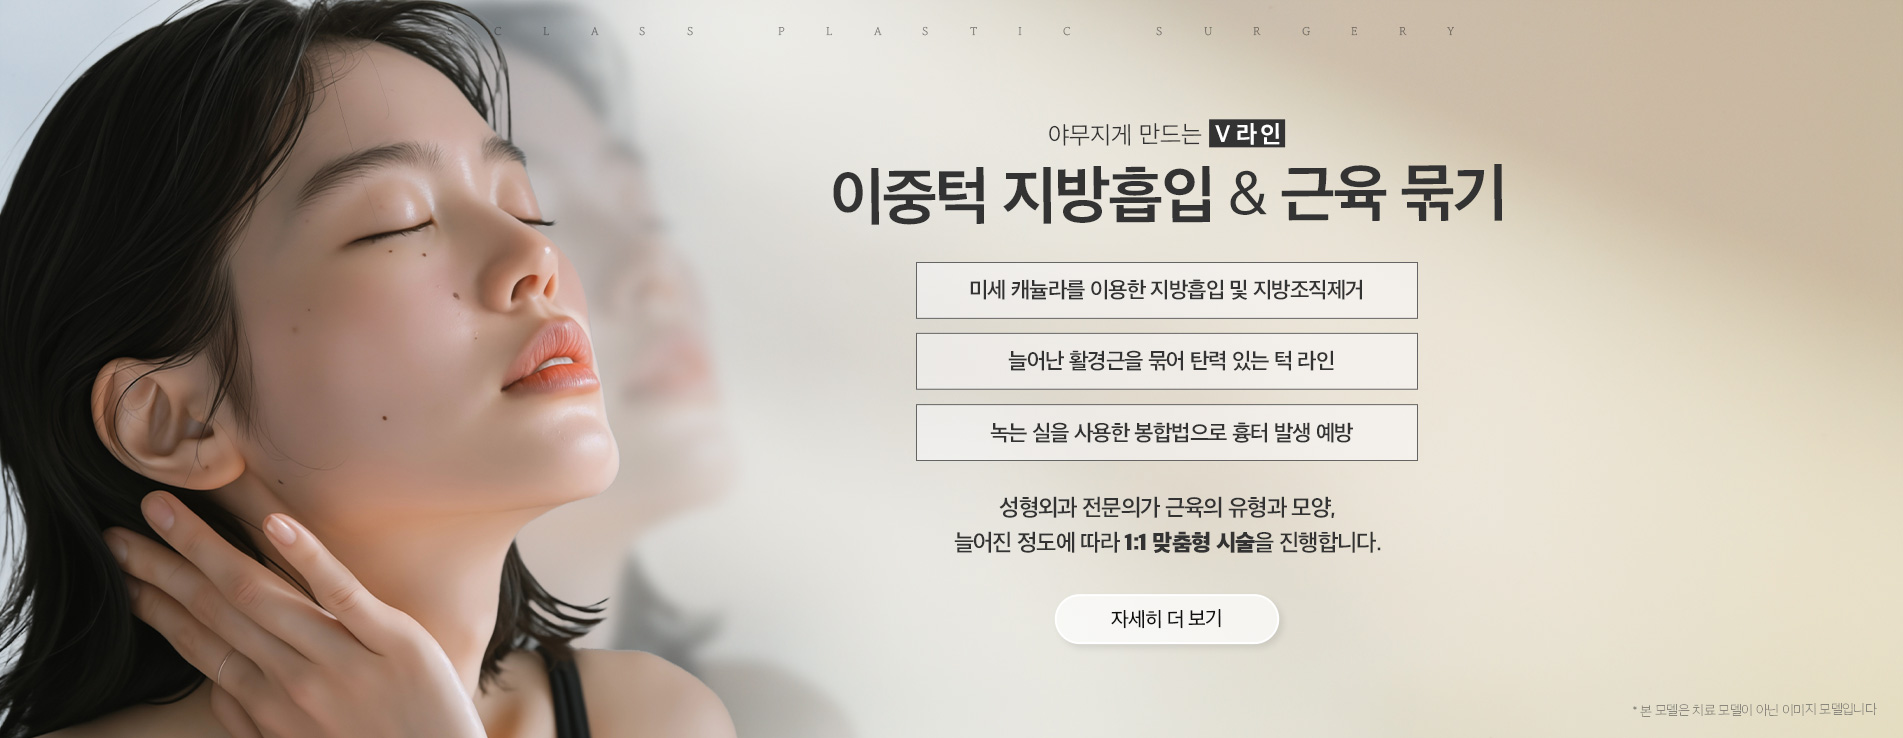 S CLASS PLASTIC SURGERY
야무지게 만드는 V 라인
이중턱 지방흡입 & 근육 묶기
미세 캐뉼라를 이용한 지방흡입 및 지방조직제거
늘어난 활경근을 묶어 탄력 있는 턱 라인
녹는 실을 사용한 봉합법으로 흉터 발생 예방
성형외과 전문의가 근육의 유형과 모양,
늘어진 정도에 따라 1:1 맞춤형 시술을 진행합니다.
자세히 더 보기
* 본 모델은 치료 모델이 아닌 이미지 모델입니다